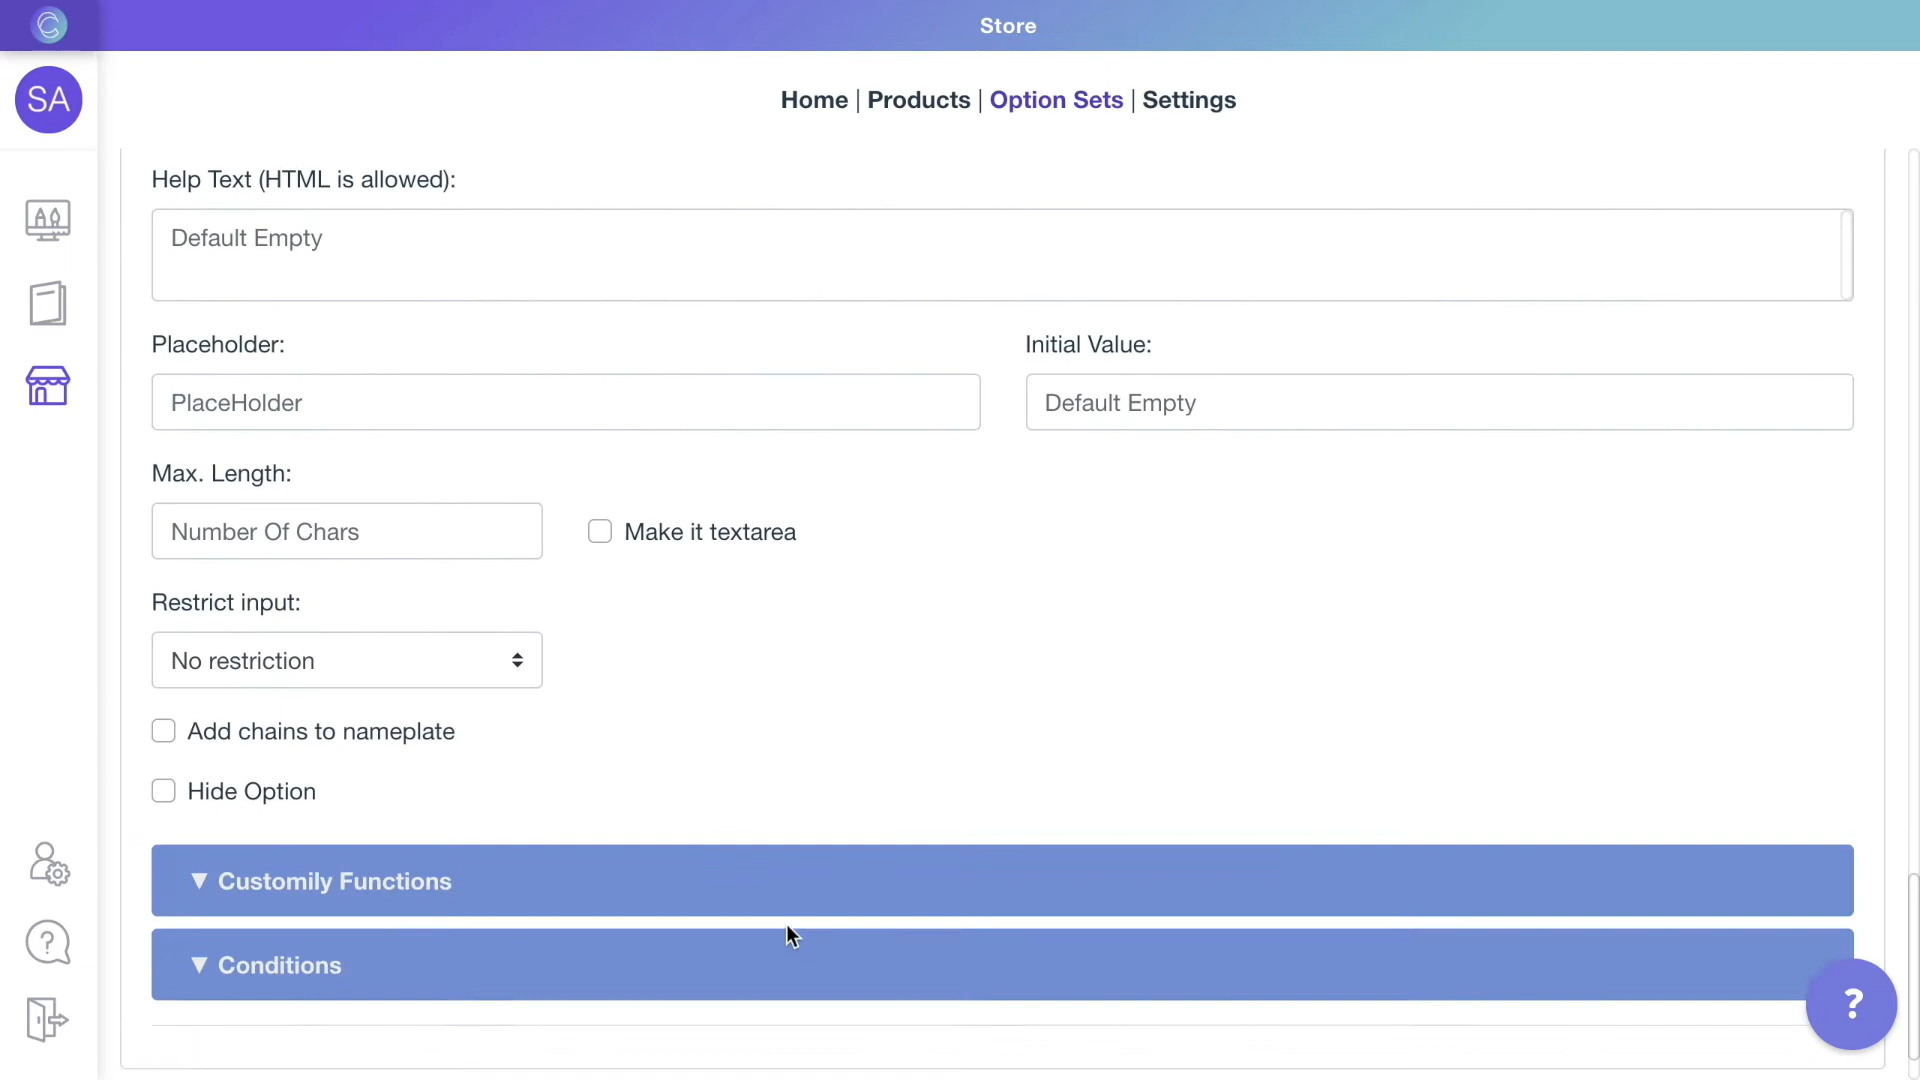 Store
SA
Home | Products | Option Sets | Settings
Help Text (HTML is allowed):
Default Empty
Placeholder:
Initial Value:
PlaceHolder
Default Empty
Max. Length:
Number Of Chars
Make it textarea
Restrict input:
No restriction
Add chains to nameplate
Hide Option
▼ Customily Functions
▼ Conditions
?